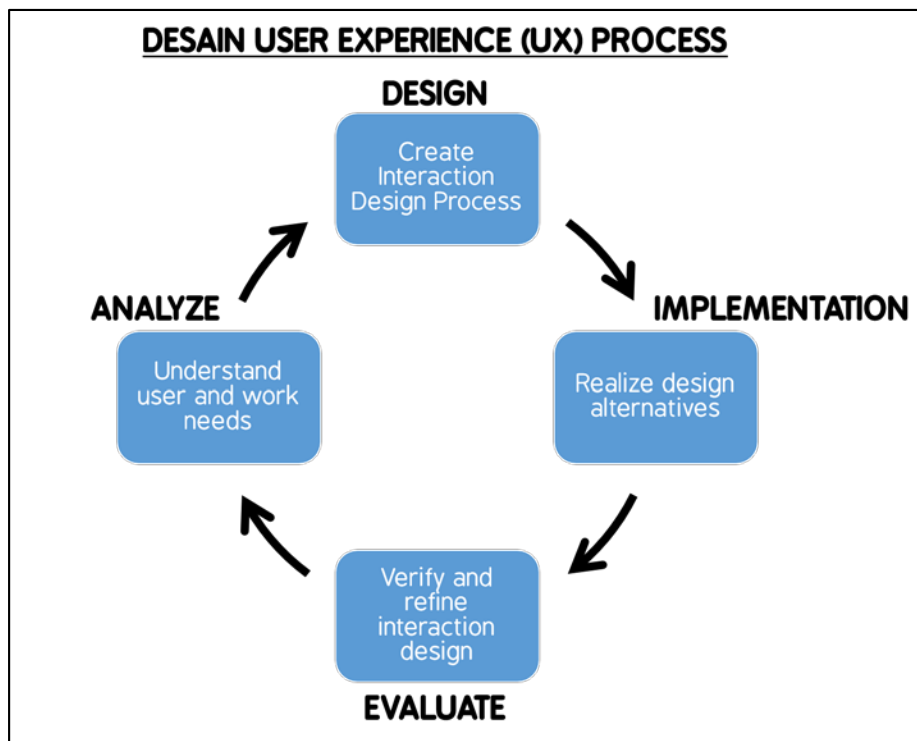 DESAIN USER EXPERIENCE (UX) PROCESS
DESIGN
Create
Interaction
Design Process
ANALYZE
Understand
user and work
needs
IMPLEMENTATION
Realize design
alternatives
Verify and
refine
interaction
design
EVALUATE